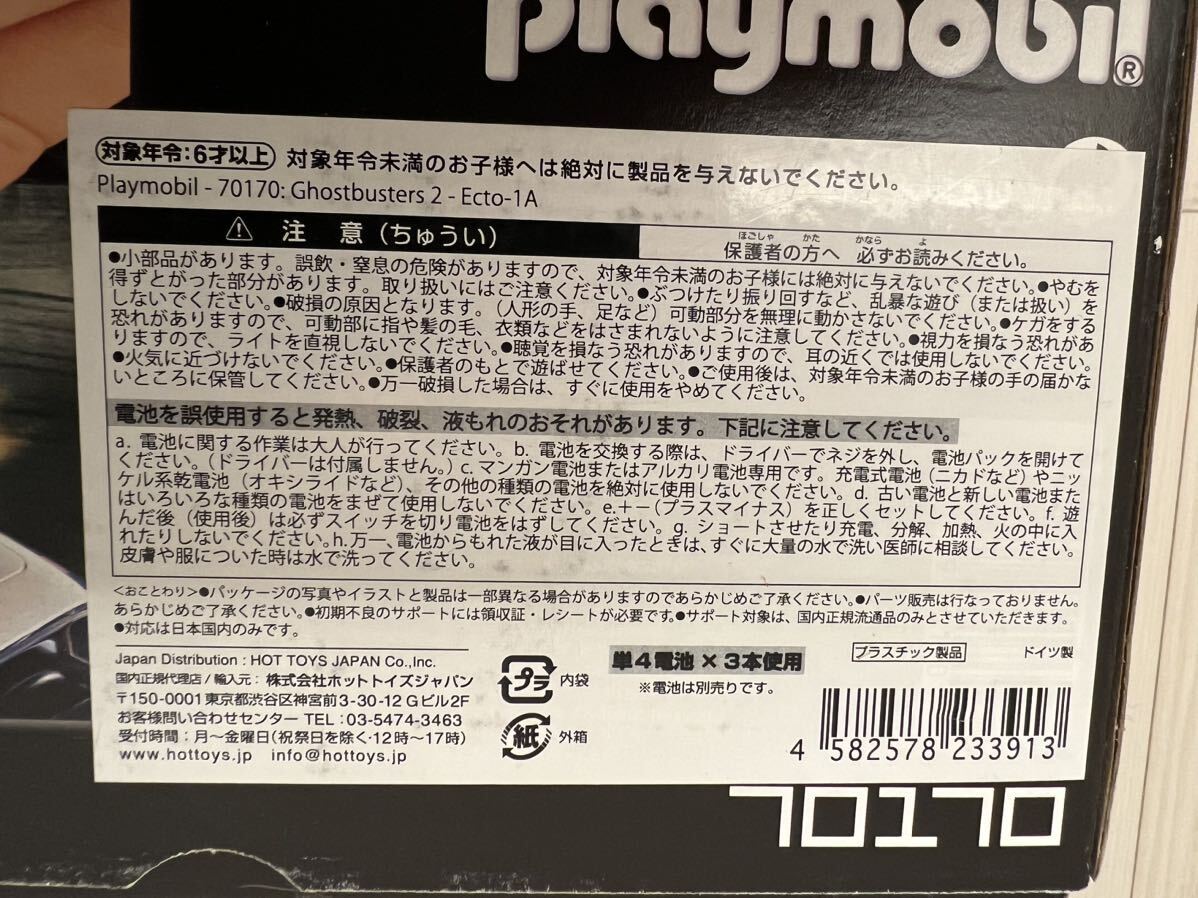 playmobil®
対象年令:6才以上 対象年令未満のお子様へは絶対に製品を与えないでください。
Playmobil - 70170: Ghostbusters 2 - Ecto-1A
⚠ 注 意(ちゅうい)
保護者の方へ 必ずお読みください。
ほごしゃ かた かなら よ
●小部品があります。誤飲・窒息の危険がありますので、対象年令未満のお子様には絶対に与えないでください。●やむを
得ずとがった部分があります。取り扱いにはご注意ください。●ぶつけたり振り回すなど、乱暴な遊び(または扱い)を
しないでください。●破損の原因となります。(人形の手、足など)可動部分を無理に動かさないでください。●ケガをする
恐れがありますので、可動部に指や髪の毛、衣類などをはさまれないように注意してください。●視力を損なう恐れがあ
りますので、ライトを直視しないでください。●聴覚を損なう恐れがありますので、耳の近くでは使用しないでください。
●火気に近づけないでください。●保護者のもとで遊ばせてください。●ご使用後は、対象年令未満のお子様の手の届かな
いところに保管してください。●万一破損した場合は、すぐに使用をやめてください。
電池を誤使用すると発熱、破裂、液もれのおそれがあります。下記に注意してください。
a. 電池に関する作業は大人が行ってください。b. 電池を交換する際は、ドライバーでネジを外し、電池パックを開けて
ください。(ドライバーは付属しません。) c. マンガン電池またはアルカリ電池専用です。充電式電池(ニカドなど)やニッ
ケル系乾電池(オキシライドなど)、その他の種類の電池を絶対に使用しないでください。d. 古い電池と新しい電池また
はいろいろな種類の電池をまぜて使用しないでください。e.+-(プラスマイナス)を正しくセットしてください。f. 遊
んだ後(使用後)は必ずスイッチを切り電池をはずしてください。g. ショートさせたり充電、分解、加熱、火の中に入
れたりしないでください。h.万一、電池からもれた液が目に入ったときは、すぐに大量の水で洗い医師に相談してください。
皮膚や服についた時は水で洗ってください。
<おことわり>●パッケージの写真やイラストと製品は一部異なる場合がありますのであらかじめご了承ください。●パーツ販売は行なっておりません。
あらかじめご了承ください。●初期不良のサポートには領収証・レシートが必要です。●サポート対象は、国内正規流通品のみとさせていただきます。
●対応は日本国内のみです。
Japan Distribution : HOT TOYS JAPAN Co.,Inc.
国内正規代理店/輸入元:株式会社ホットトイズジャパン
〒150-0001 東京都渋谷区神宮前3-30-12 Gビル2F
お客様問い合わせセンター TEL : 03-5474-3463
受付時間:月〜金曜日(祝祭日を除く・12時〜17時)
www.hottoys.jp info@hottoys.jp
プラ 内袋
紙 外箱
単4電池×3本使用
※電池は別売りです。
プラスチック製品 ドイツ製
4 582578 233913
70170